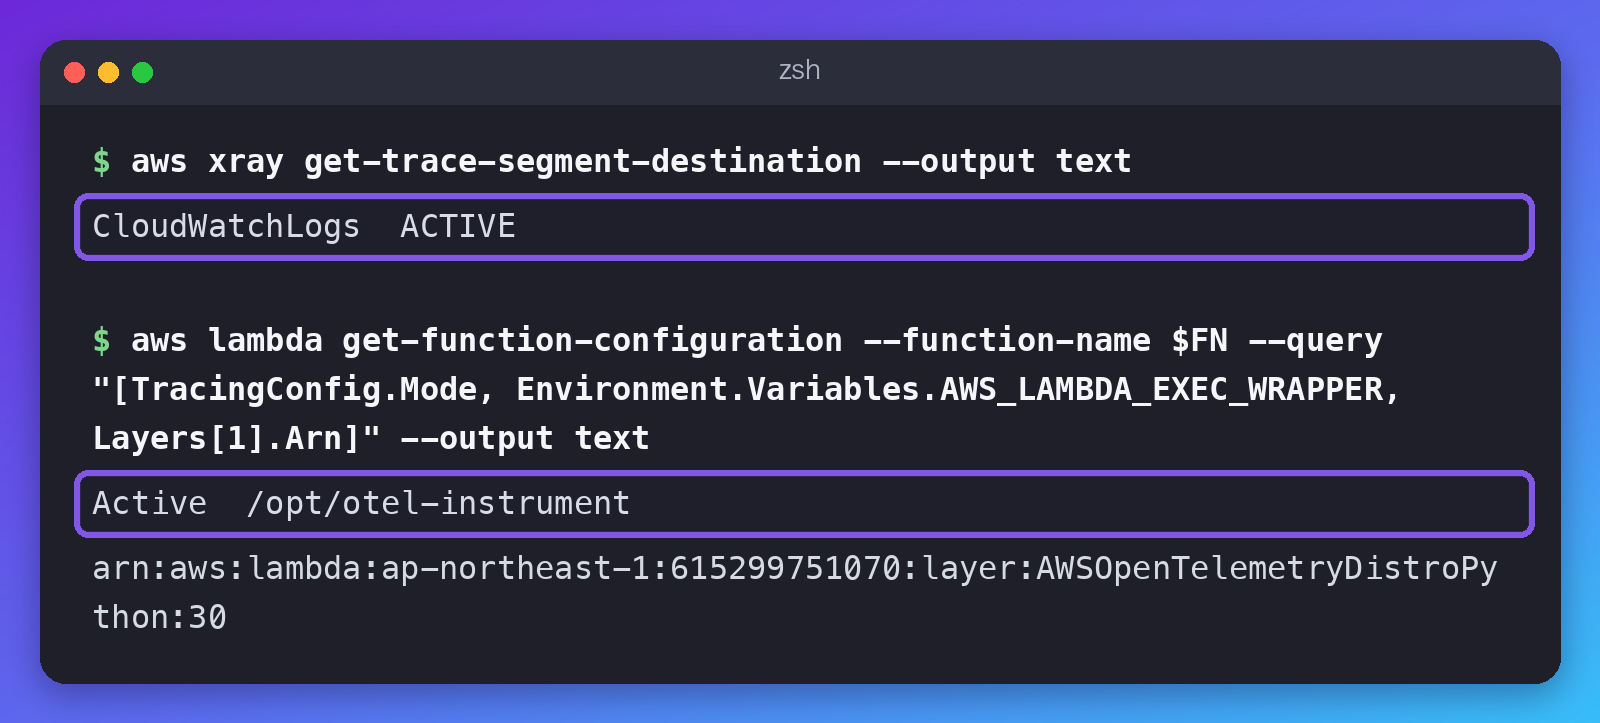 zsh
$ aws xray get-trace-segment-destination --output text
CloudWatchLogs  ACTIVE
$ aws lambda get-function-configuration --function-name $FN --query
"[TracingConfig.Mode, Environment.Variables.AWS_LAMBDA_EXEC_WRAPPER,
Layers[1].Arn]" --output text
Active  /opt/otel-instrument
arn:aws:lambda:ap-northeast-1:615299751070:layer:AWSOpenTelemetryDistroPy
thon:30